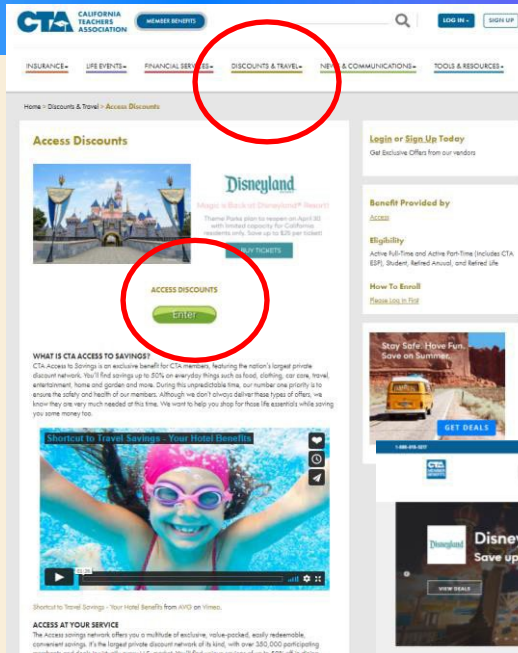 CTA CALIFORNIA TEACHERS ASSOCIATION
MEMBER BENEFITS
LOG IN
SIGN UP
INSURANCE
LIFE EVENTS
FINANCIAL SERVICES
DISCOUNTS & TRAVEL
NEWS & COMMUNICATIONS
TOOLS & RESOURCES
Home > Discounts & Travel > Access Discounts
Access Discounts
Disneyland
Magic is Back at Disneyland® Resort!
Theme Parks plan to reopen on April 30
with limited capacity for California
residents only. Save up to $25 per ticket!
BUY TICKETS
ACCESS DISCOUNTS
Enter
WHAT IS CTA ACCESS TO SAVINGS?
CTA Access to Savings is an exclusive benefit for CTA members, featuring the nation's largest private
discount network. You'll find savings up to 50% on everyday things such as food, clothing, car care, travel,
entertainment, home and garden and more. During this unpredictable time, our number one priority is to
ensure the safety and health of our members. Although we don't always deliver these types of offers, we
know they are very much needed at this time. We want to help you shop for those life essentials while saving
you some money too.
Shortcut to Travel Savings - Your Hotel Benefits
Shortcut to Travel Savings - Your Hotel Benefits from AVG on Vimeo.
ACCESS AT YOUR SERVICE
The Access savings network offers you a multitude of exclusive, value-packed, easily redeemable,
convenient savings. It's the largest private discount network of its kind, with over 350,000 participating
Login or Sign Up Today
Get Exclusive Offers from our vendors
Benefit Provided by
Access
Eligibility
Active Full-Time and Active Part-Time (Includes CTA
ESP), Student, Retired Annual, and Retired Life
How To Enroll
Please Log In First
Stay Safe. Have Fun.
Save on Summer.
GET DEALS
CTA
Disneyland
Disney
Save up
VIEW DEALS